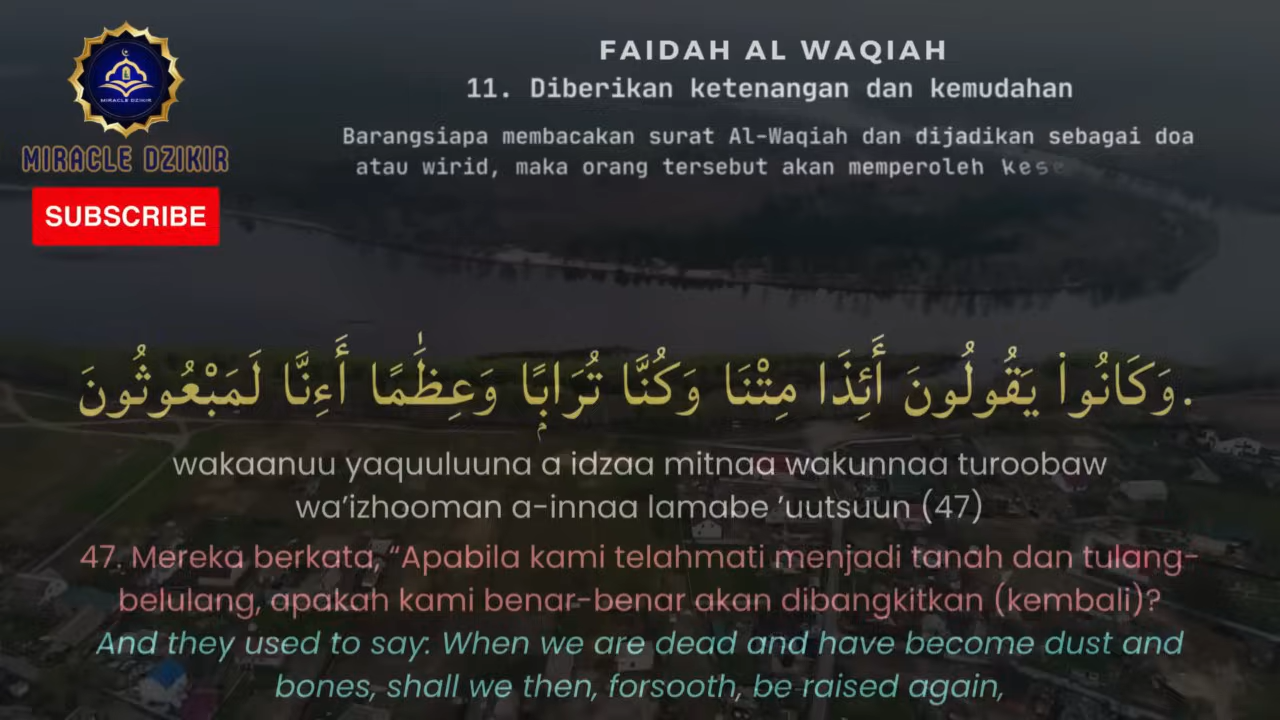 FAIDAH AL WAQIAH
11. Diberikan ketenangan dan kemudahan
Barangsiapa membacakan surat Al-Waqiah dan dijadikan sebagai doa
atau wirid, maka orang tersebut akan memperoleh kese
MIRACLE DZIKIR
MIRACLE DZIKIR
SUBSCRIBE
وَكَانُوا۟ يَقُولُونَ أَئِذَا مِتْنَا وَكُنَّا تُرَابًۭا وَعِظَٰمًا أَءِنَّا لَمَبْعُوثُونَ.
wakaanuu yaquuluuna a idzaa mitnaa wakunnaa turoobaw
wa’izhooman a-innaa lamabe ’uutsuun (47)
47. Mereka berkata, “Apabila kami telahmati menjadi tanah dan tulang-
belulang, apakah kami benar-benar akan dibangkitkan (kembali)?
And they used to say: When we are dead and have become dust and
bones, shall we then, forsooth, be raised again,